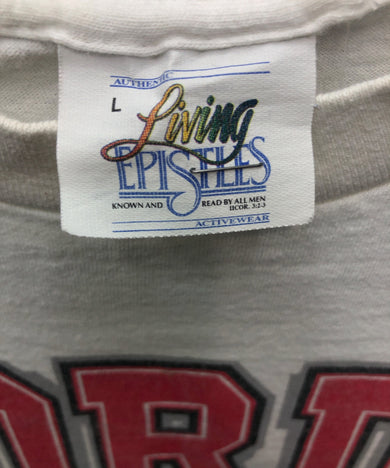 AUTHENTIC
L
Living
EPISTLES
KNOWN AND READ BY ALL MEN
IICOR. 3:2-3
ACTIVEWEAR